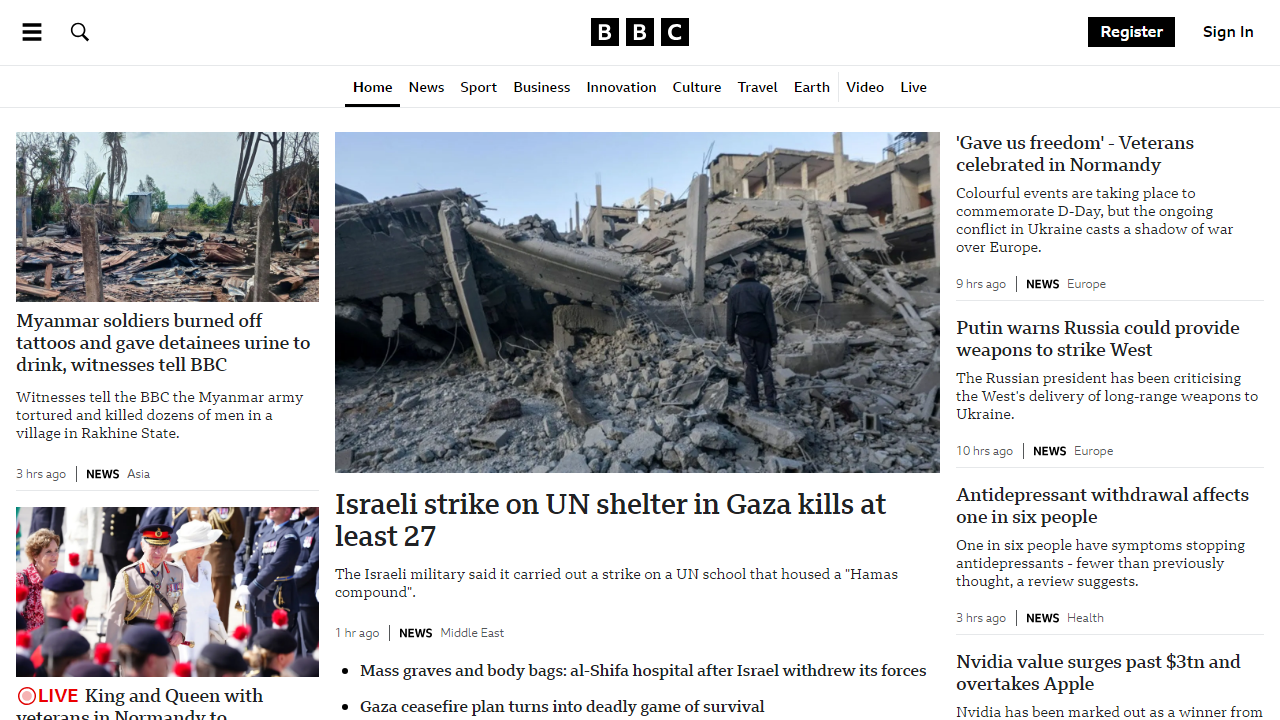 BBC
Register
Sign In
Home
News
Sport
Business
Innovation
Culture
Travel
Earth
Video
Live
Myanmar soldiers burned off
tattoos and gave detainees urine to
drink, witnesses tell BBC
Witnesses tell the BBC the Myanmar army
tortured and killed dozens of men in a
village in Rakhine State.
3 hrs ago | NEWS Asia
LIVE King and Queen with
veterans in Normandy to
Israeli strike on UN shelter in Gaza kills at
least 27
The Israeli military said it carried out a strike on a UN school that housed a "Hamas
compound".
1 hr ago | NEWS Middle East
Mass graves and body bags: al-Shifa hospital after Israel withdrew its forces
Gaza ceasefire plan turns into deadly game of survival
'Gave us freedom' - Veterans
celebrated in Normandy
Colourful events are taking place to
commemorate D-Day, but the ongoing
conflict in Ukraine casts a shadow of war
over Europe.
9 hrs ago | NEWS Europe
Putin warns Russia could provide
weapons to strike West
The Russian president has been criticising
the West's delivery of long-range weapons to
Ukraine.
10 hrs ago | NEWS Europe
Antidepressant withdrawal affects
one in six people
One in six people have symptoms stopping
antidepressants - fewer than previously
thought, a review suggests.
3 hrs ago | NEWS Health
Nvidia value surges past $3tn and
overtakes Apple
Nvidia has been marked out as a winner from